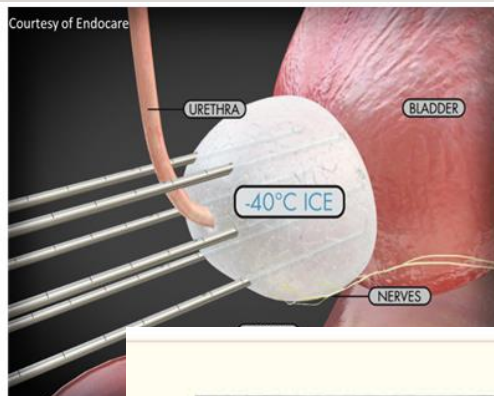 Courtesy of Endocare
URETHRA
BLADDER
-40°C ICE
NERVES